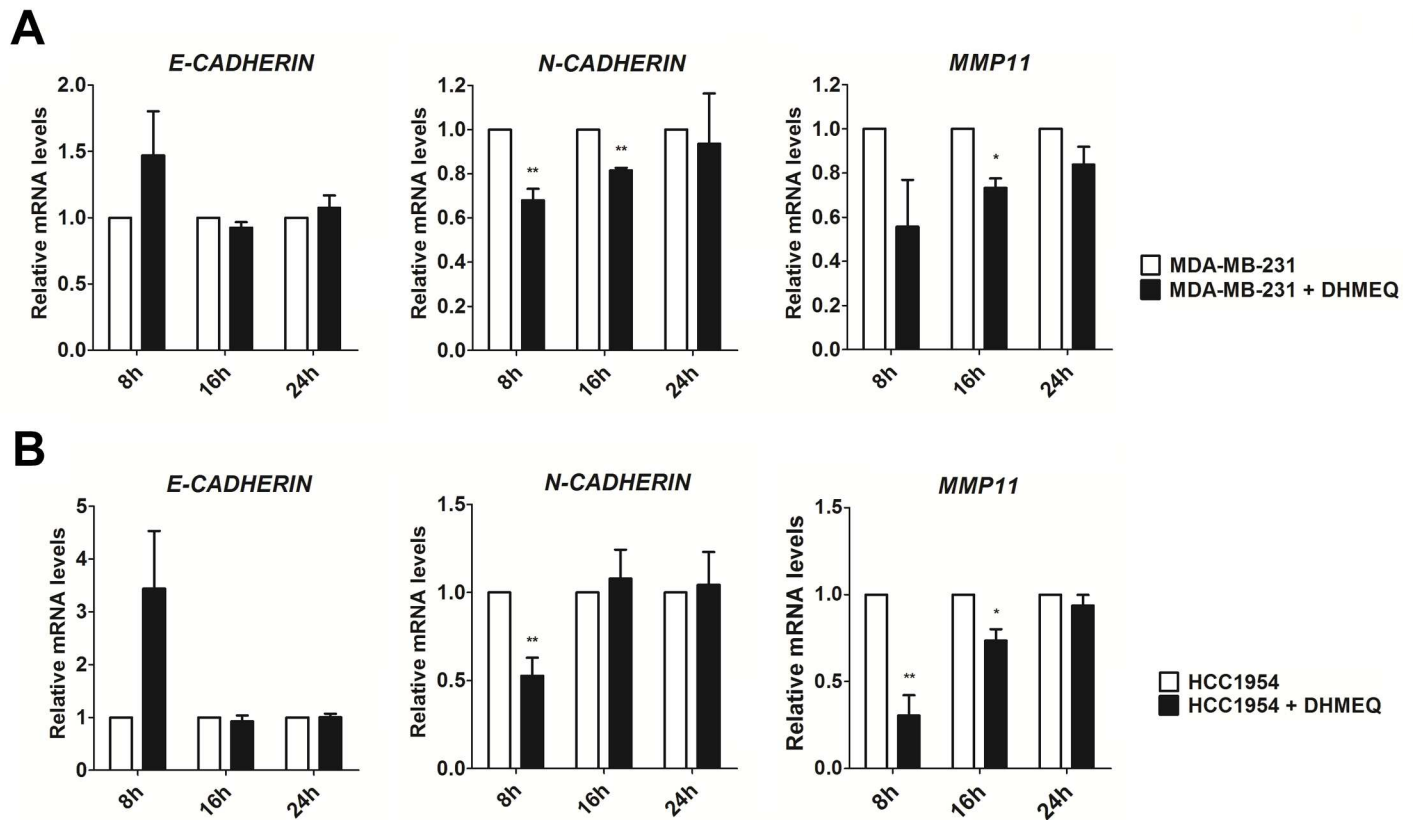 A
E-CADHERIN
Relative mRNA levels
2.0
1.5
1.0
0.5
0.0
8h
16h
24h
N-CADHERIN
Relative mRNA levels
1.2
1.0
0.8
0.6
0.4
0.2
0.0
**
**
8h
16h
24h
MMP11
Relative mRNA levels
1.2
1.0
0.8
0.6
0.4
0.2
0.0
*
8h
16h
24h
MDA-MB-231
MDA-MB-231 + DHMEQ
B
E-CADHERIN
Relative mRNA levels
5
4
3
2
1
0
8h
16h
24h
N-CADHERIN
Relative mRNA levels
1.5
1.0
0.5
0.0
**
8h
16h
24h
MMP11
Relative mRNA levels
1.5
1.0
0.5
0.0
**
*
8h
16h
24h
HCC1954
HCC1954 + DHMEQ